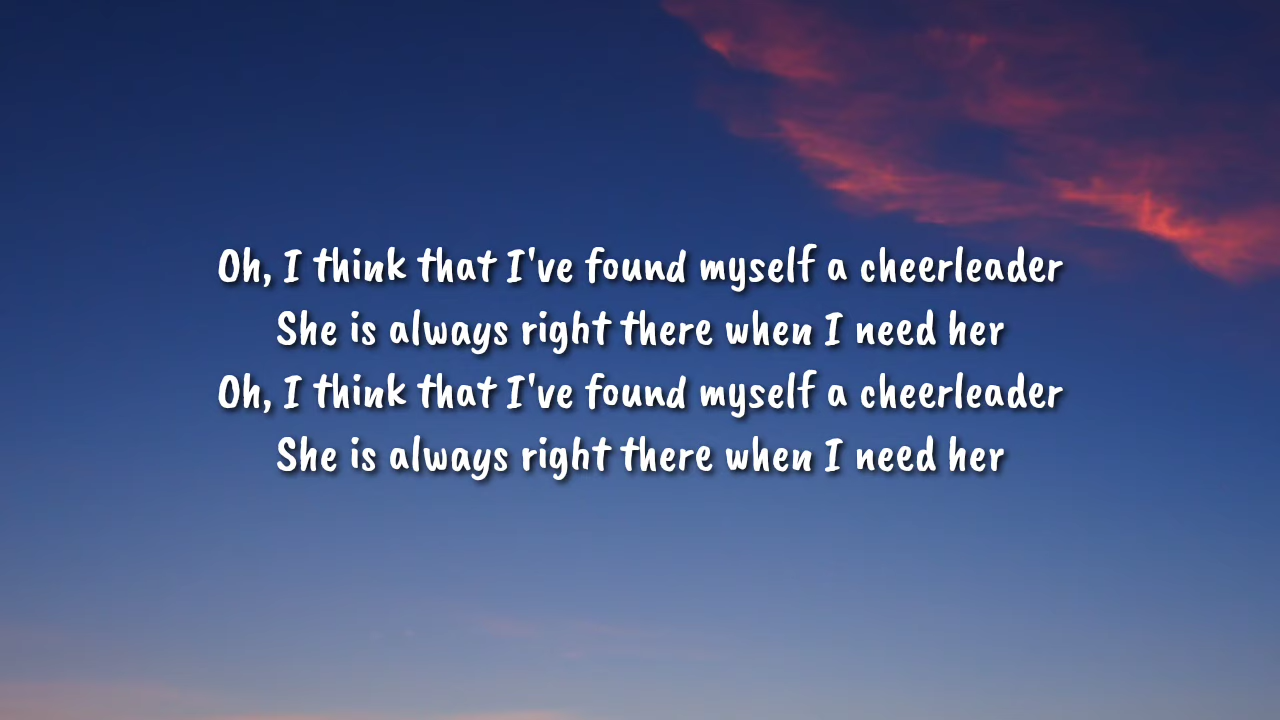 Oh, I think that I've found myself a cheerleader
She is always right there when I need her
Oh, I think that I've found myself a cheerleader
She is always right there when I need her